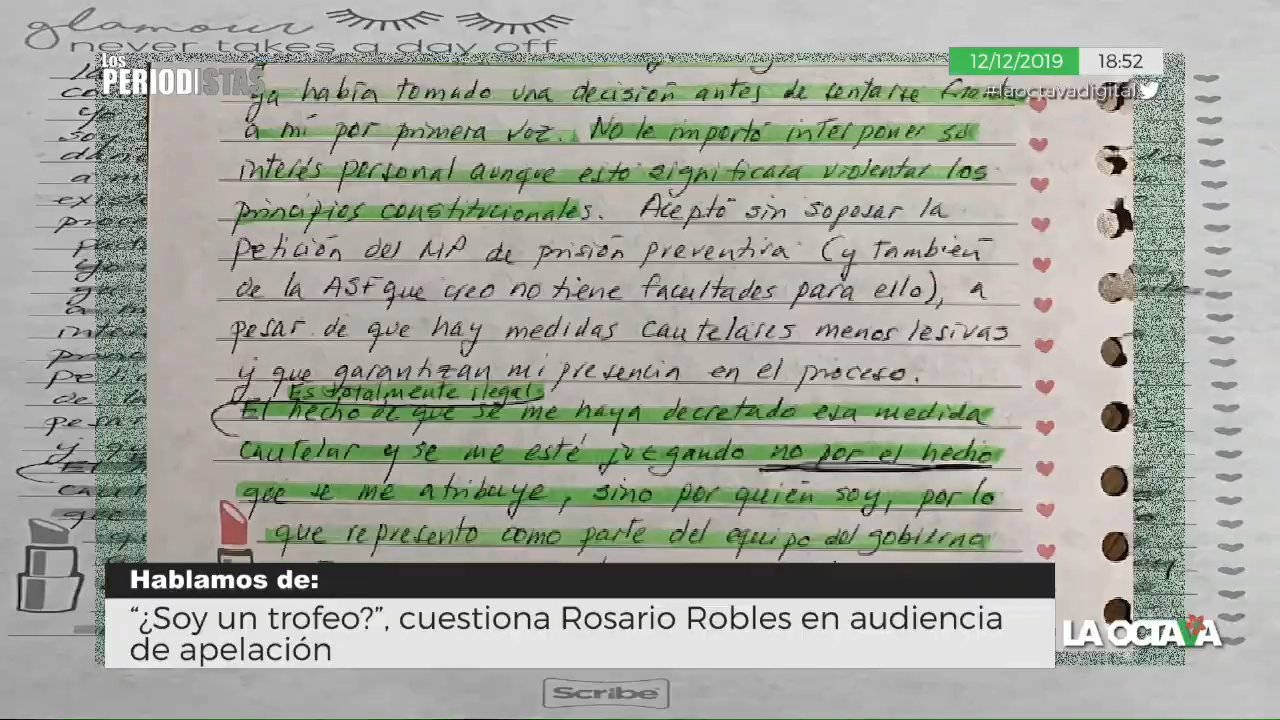 glamour
never takes a day off
Los
PERIODISTAS
12/12/2019 18:52
#laoctavadigital
ya había tomado una decisión antes de sentarse frente
a mí por primera vez. No le importó interponer su
interés personal aunque esto significara violentar los
principios constitucionales. Aceptó sin sopesar la
petición del MP de prisión preventiva (y también
de la ASF que creo no tiene facultades para ello), a
pesar de que hay medidas cautelares menos lesivas
y que garantizan mi presencia en el proceso.
Es totalmente ilegal
El hecho de que se me haya decretado esa medida
cautelar y se me esté juzgando no por el hecho
que se me atribuye, sino por quién soy, por lo
que represento como parte del equipo del gobierno
Hablamos de:
“¿Soy un trofeo?”, cuestiona Rosario Robles en audiencia
de apelación
LA OCTAVA
Scribe